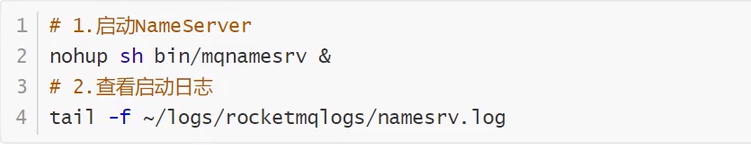 1 # 1.启动NameServer
2 nohup sh bin/mqnamesrv &
3 # 2.查看启动日志
4 tail -f ~/logs/rocketmqlogs/namesrv.log